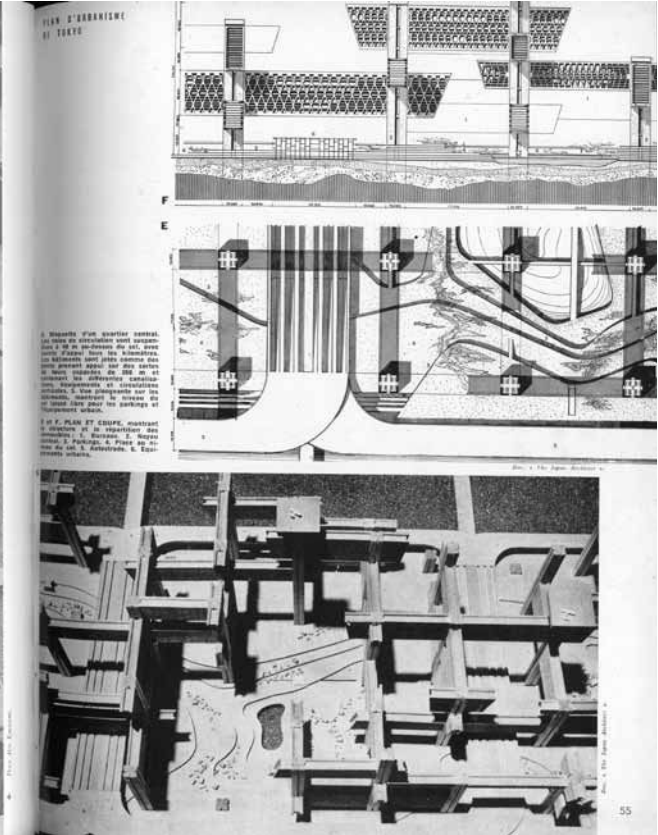 PLAN D'URBANISME
DE TOKYO
F
E
Maquette d'un quartier central.
Les voies de circulation sont suspen-
dues à 40 m au-dessus du sol, avec
points d'appui tous les kilomètres.
Les bâtiments sont jetés comme des
ponts prenant appui sur des sortes
de tours espacées de 200 m et
contenant les différentes canalisa-
tions, équipements et circulations
verticales. 5. Vue plongeante sur les
bâtiments, montrant le niveau du
sol laissé libre pour les parkings et
l'équipement urbain.
E et F. PLAN ET COUPE, montrant
la structure et la répartition des
immeubles : 1. Bureaux. 2. Noyau
central. 3. Parkings. 4. Place au ni-
veau du sol. 5. Autostrade. 6. Equi-
pements urbains.
Doc. « The Japan Architect ».
Doc. « The Japan Architect ».
55